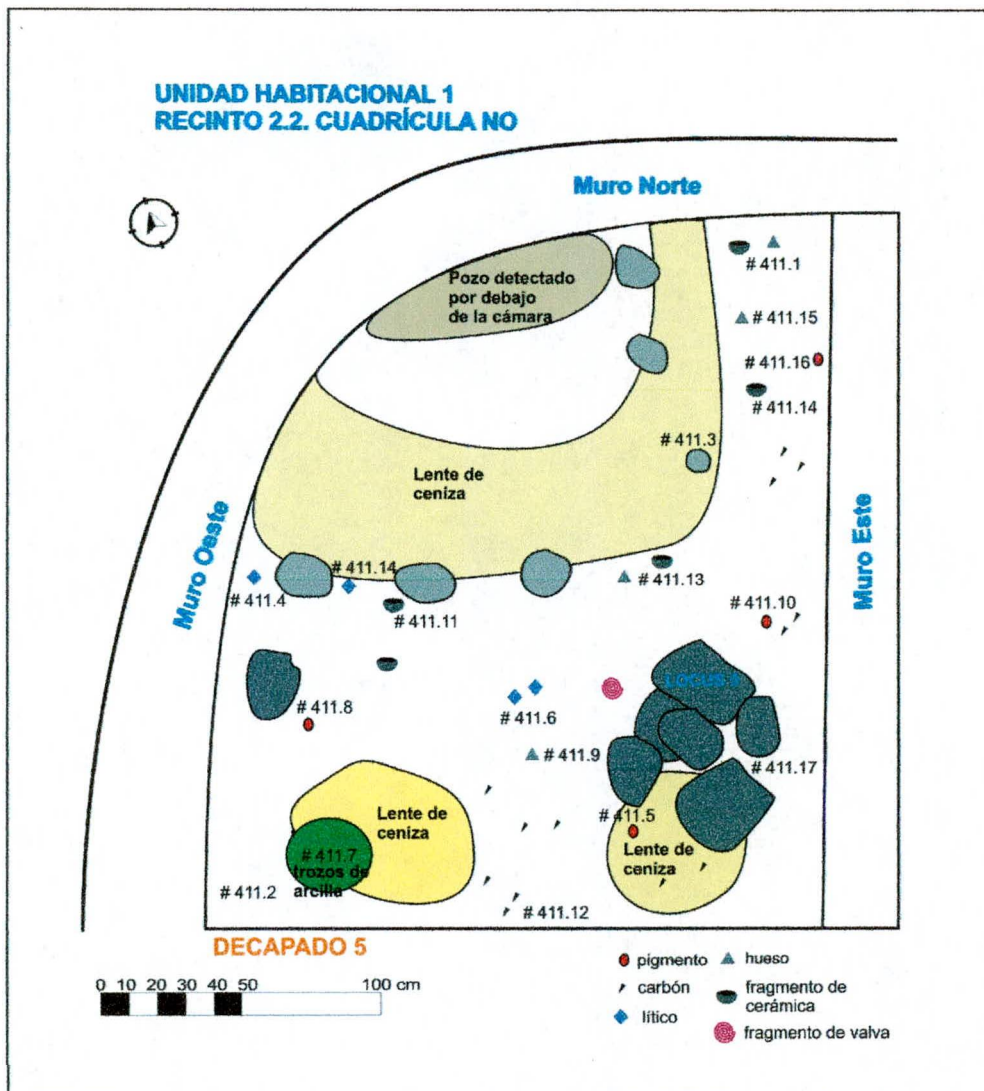 UNIDAD HABITACIONAL 1
RECINTO 2.2. CUADRÍCULA NO
Muro Norte
Pozo detectado
por debajo
de la cámara
# 411.1
# 411.15
# 411.16
# 411.14
# 411.3
Lente de
ceniza
Muro Oeste
Muro Este
# 411.14
# 411.4
# 411.11
# 411.13
# 411.10
LOCUS
# 411.8
# 411.6
# 411.9
# 411.17
Lente de
ceniza
# 411.5
Lente de
ceniza
# 411.7
trozos de
arcilla
# 411.2
# 411.12
DECAPADO 5
0 10 20 30 40 50 100 cm
pigmento
hueso
carbón
fragmento de
cerámica
lítico
fragmento de valva